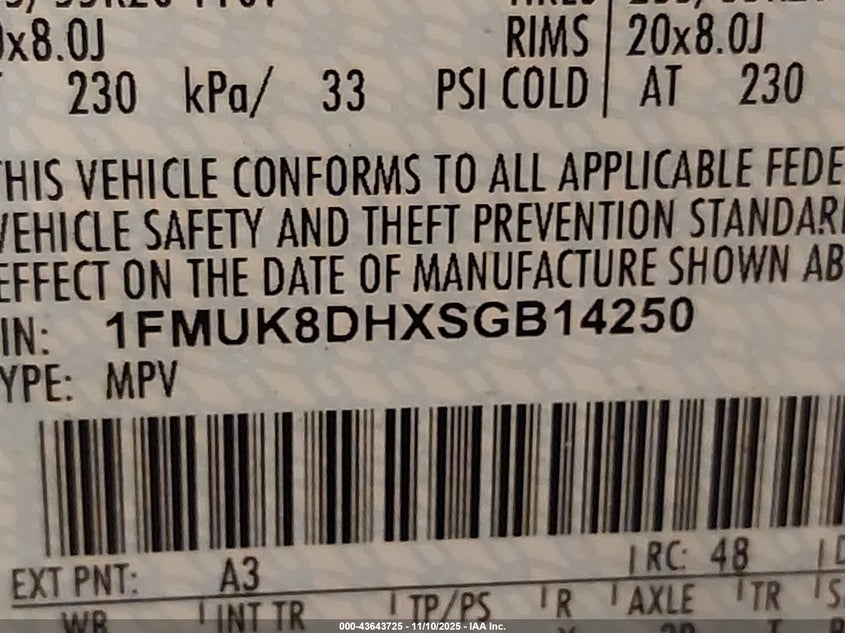 x8.0J RIMS 20x8.0J
230 kPa/ 33 PSI COLD AT 230
THIS VEHICLE CONFORMS TO ALL APPLICABLE FEDE
VEHICLE SAFETY AND THEFT PREVENTION STANDAR
EFFECT ON THE DATE OF MANUFACTURE SHOWN AB
IN: 1FMUK8DHXSGB14250
YPE: MPV
EXT PNT: A3 RC: 48
WB INT TR TP/PS R AXLE TR
000-43643725 - 11/10/2025 - IAA Inc.